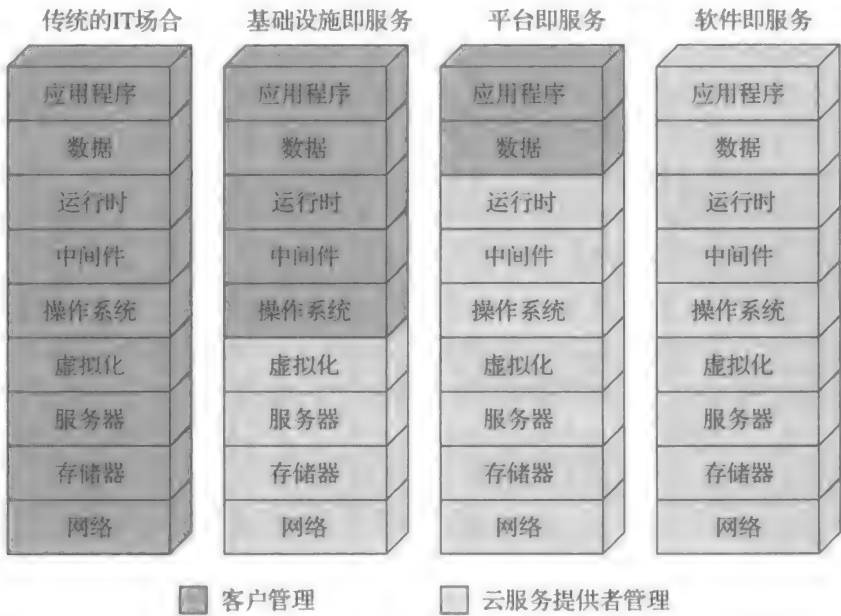 传统的IT场合
基础设施即服务
平台即服务
软件即服务
应用程序
数据
运行时
中间件
操作系统
虚拟化
服务器
存储器
网络
应用程序
数据
运行时
中间件
操作系统
虚拟化
服务器
存储器
网络
应用程序
数据
运行时
中间件
操作系统
虚拟化
服务器
存储器
网络
应用程序
数据
运行时
中间件
操作系统
虚拟化
服务器
存储器
网络
客户管理
云服务提供者管理